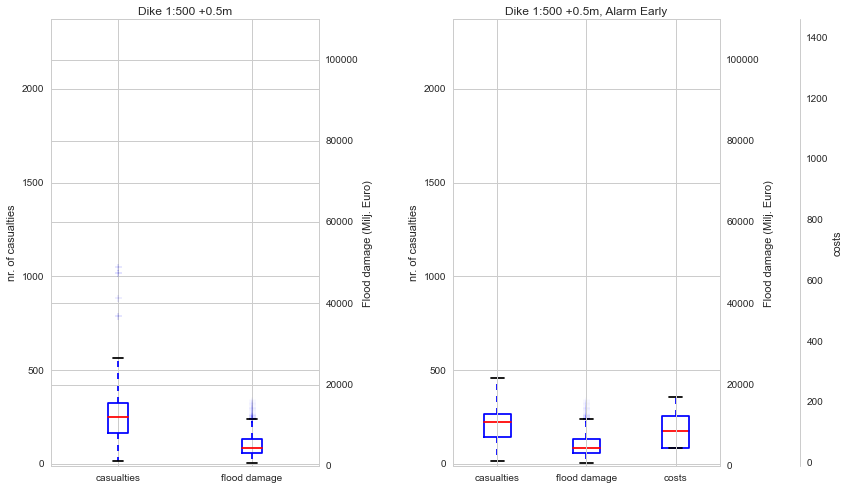 Dike 1:500 +0.5m
nr. of casualties
2000
1500
1000
500
0
100000
80000
60000
40000
20000
0
Flood damage (Milj. Euro)
casualties
flood damage
Dike 1:500 +0.5m, Alarm Early
nr. of casualties
2000
1500
1000
500
0
100000
80000
60000
40000
20000
0
Flood damage (Milj. Euro)
1400
1200
1000
800
600
400
200
0
costs
casualties
flood damage
costs